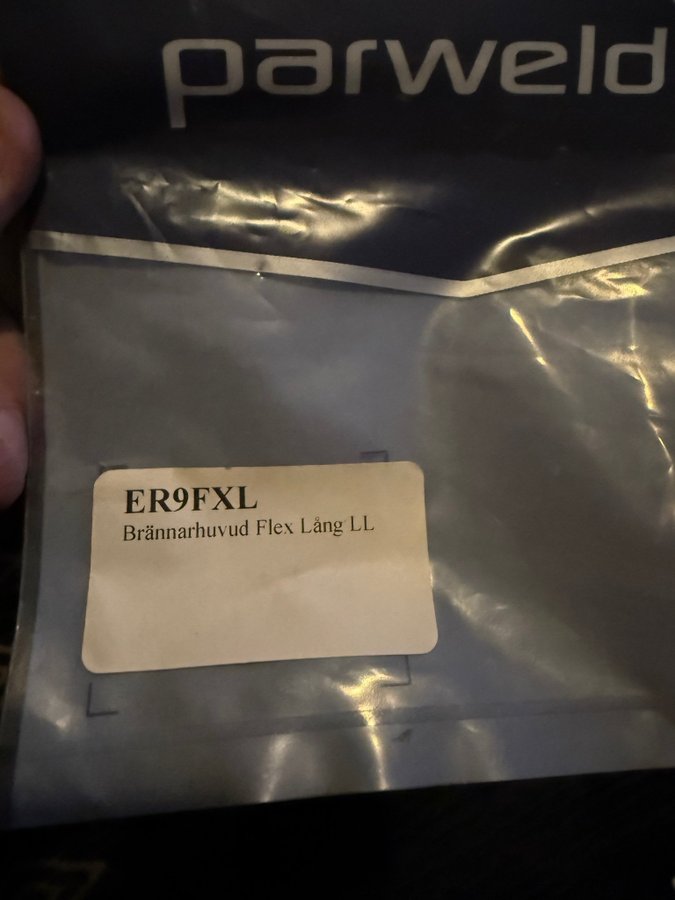 parweld
ER9FXL
Brännarhuvud Flex Lång LL